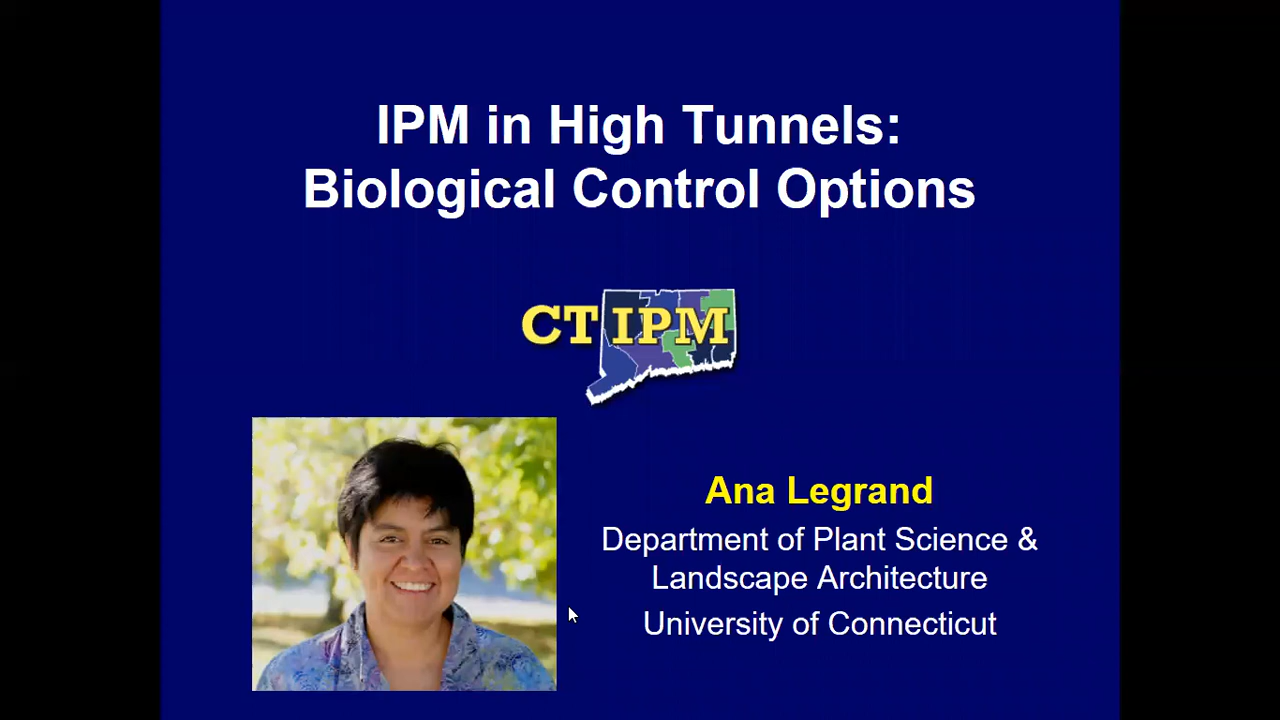 IPM in High Tunnels:
Biological Control Options
CT IPM
Ana Legrand
Department of Plant Science &
Landscape Architecture
University of Connecticut